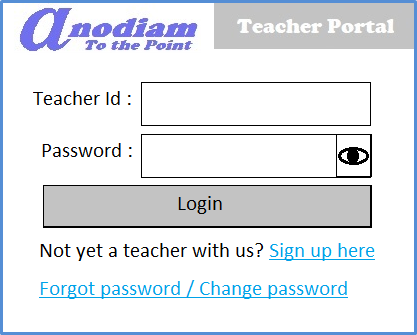 Anodiam
To the Point
Teacher Portal
Teacher Id :
Password :
Login
Not yet a teacher with us? Sign up here
Forgot password / Change password